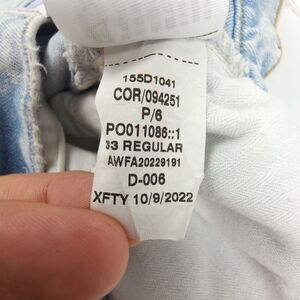 155D1041
COR/094251
P/6
PO011086::1
33 REGULAR
AWFA20229191
D-006
XFTY 10/9/2022